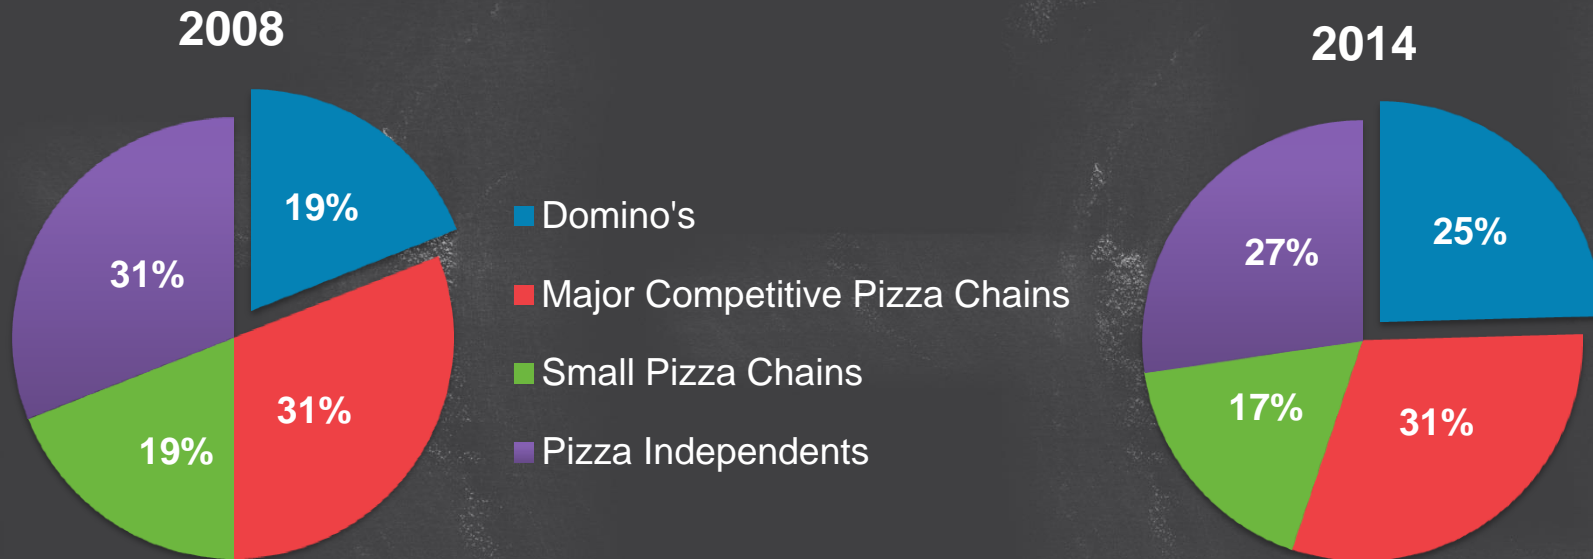 2008
19%
31%
19%
31%
Domino's
Major Competitive Pizza Chains
Small Pizza Chains
Pizza Independents
2014
25%
31%
17%
27%